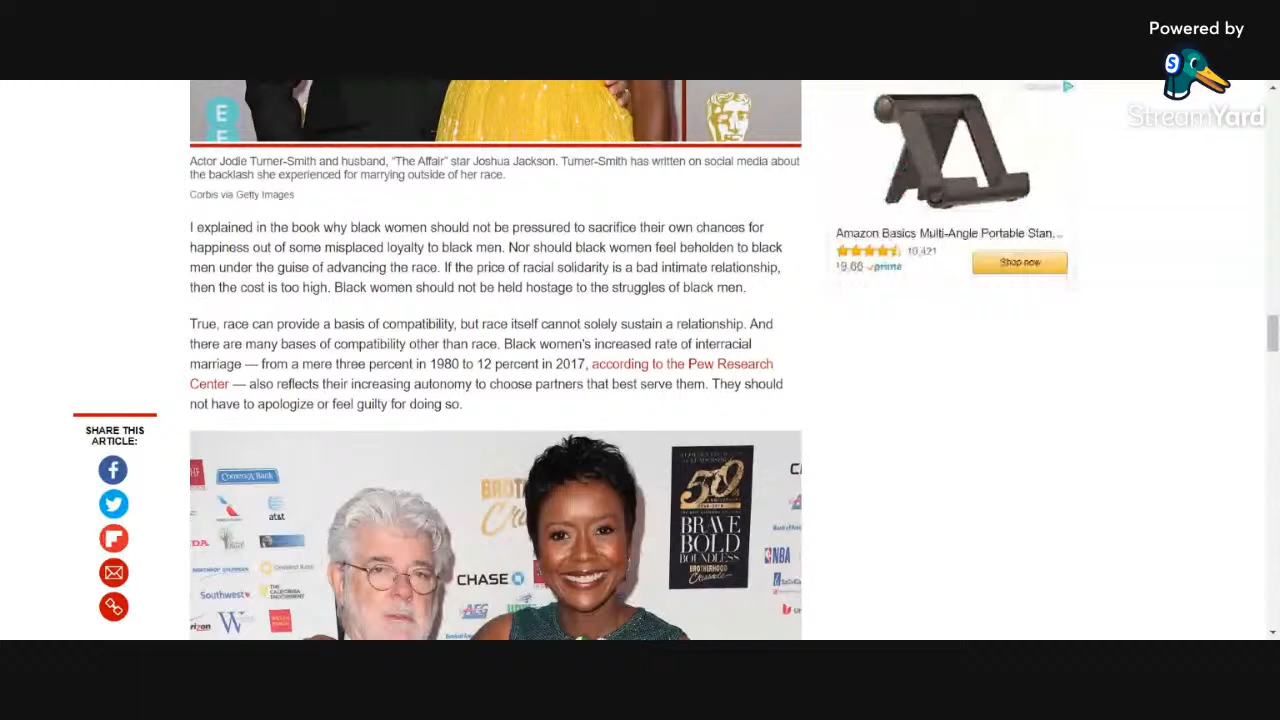 Powered by
S
StreamYard
E
E
Actor Jodie Turner-Smith and husband, “The Affair” star Joshua Jackson. Turner-Smith has written on social media about
the backlash she experienced for marrying outside of her race.
Corbis via Getty Images
I explained in the book why black women should not be pressured to sacrifice their own chances for
happiness out of some misplaced loyalty to black men. Nor should black women feel beholden to black
men under the guise of advancing the race. If the price of racial solidarity is a bad intimate relationship,
then the cost is too high. Black women should not be held hostage to the struggles of black men.
True, race can provide a basis of compatibility, but race itself cannot solely sustain a relationship. And
there are many bases of compatibility other than race. Black women’s increased rate of interracial
marriage — from a mere three percent in 1980 to 12 percent in 2017, according to the Pew Research
Center — also reflects their increasing autonomy to choose partners that best serve them. They should
not have to apologize or feel guilty for doing so.
Amazon Basics Multi-Angle Portable Stan...
prime
Shop now
SHARE THIS
ARTICLE:
Comerica Bank
at&t
Southwest
THE CALIFORNIA ENDOWMENT
W
CHASE
AEG
50
BRAVE
BOLD
BOUNDLESS
BROTHERHOOD
Crusade
NBA